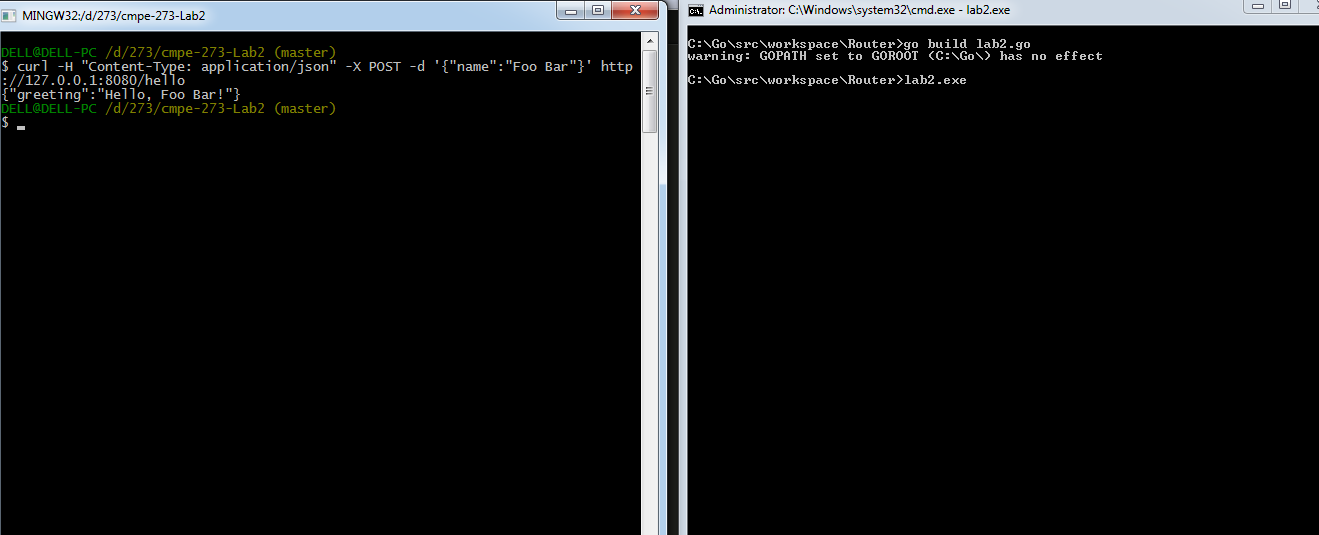 MINGW32:/d/273/cmpe-273-Lab2
DELL@DELL-PC /d/273/cmpe-273-Lab2 (master)
$ curl -H "Content-Type: application/json" -X POST -d '{"name":"Foo Bar"}' http
://127.0.0.1:8080/hello
{"greeting":"Hello, Foo Bar!"}
DELL@DELL-PC /d/273/cmpe-273-Lab2 (master)
$
Administrator: C:\Windows\system32\cmd.exe - lab2.exe
C:\Go\src\workspace\Router>go build lab2.go
warning: GOPATH set to GOROOT (C:\Go\) has no effect
C:\Go\src\workspace\Router>lab2.exe